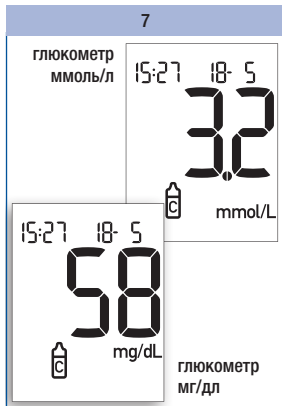 7
глюкометр
ммоль/л
15:27 18- 5
3.2
C
mmol/L
15:27 18- 5
58
C
mg/dL
глюкометр
мг/дл